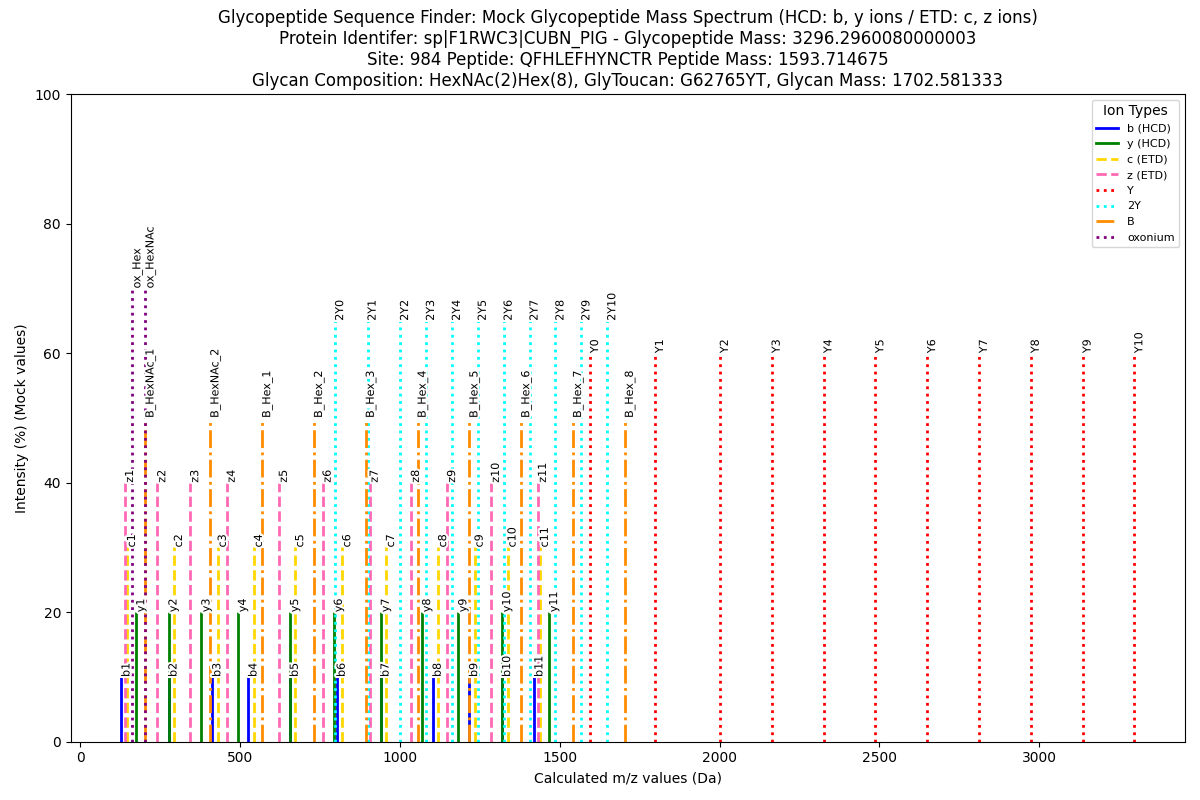 Glycopeptide Sequence Finder: Mock Glycopeptide Mass Spectrum (HCD: b, y ions / ETD: c, z ions)
Protein Identifer: sp|F1RWC3|CUBN_PIG - Glycopeptide Mass: 3296.2960080000003
Site: 984 Peptide: QFHLEFHYNCTR Peptide Mass: 1593.714675
Glycan Composition: HexNAc(2)Hex(8), GlyToucan: G62765YT, Glycan Mass: 1702.581333
Intensity (%) (Mock values)
100
80
60
40
20
0
Ion Types
b (HCD)
y (HCD)
c (ETD)
z (ETD)
Y
2Y
B
oxonium
ox_Hex
ox_HexNAc
2Y0
2Y1
2Y2
2Y3
2Y4
2Y5
2Y6
2Y7
2Y8
2Y9
2Y10
Y0
Y1
Y2
Y3
Y4
Y5
Y6
Y7
Y8
Y9
Y10
B_HexNAC_1
B_HexNAC_2
B_Hex_1
B_Hex_2
B_Hex_3
B_Hex_4
B_Hex_5
B_Hex_6
B_Hex_7
B_Hex_8
z1
z2
z3
z4
z5
z6
z7
z8
z9
z10
z11
c1
c2
c3
c4
c5
c6
c7
c8
c9
c10
c11
y1
y2
y3
y4
y5
y6
y7
y8
y9
y10
y11
b1
b2
b3
b4
b5
b6
b7
b8
b9
b10
b11
0
500
1000
1500
2000
2500
3000
Calculated m/z values (Da)